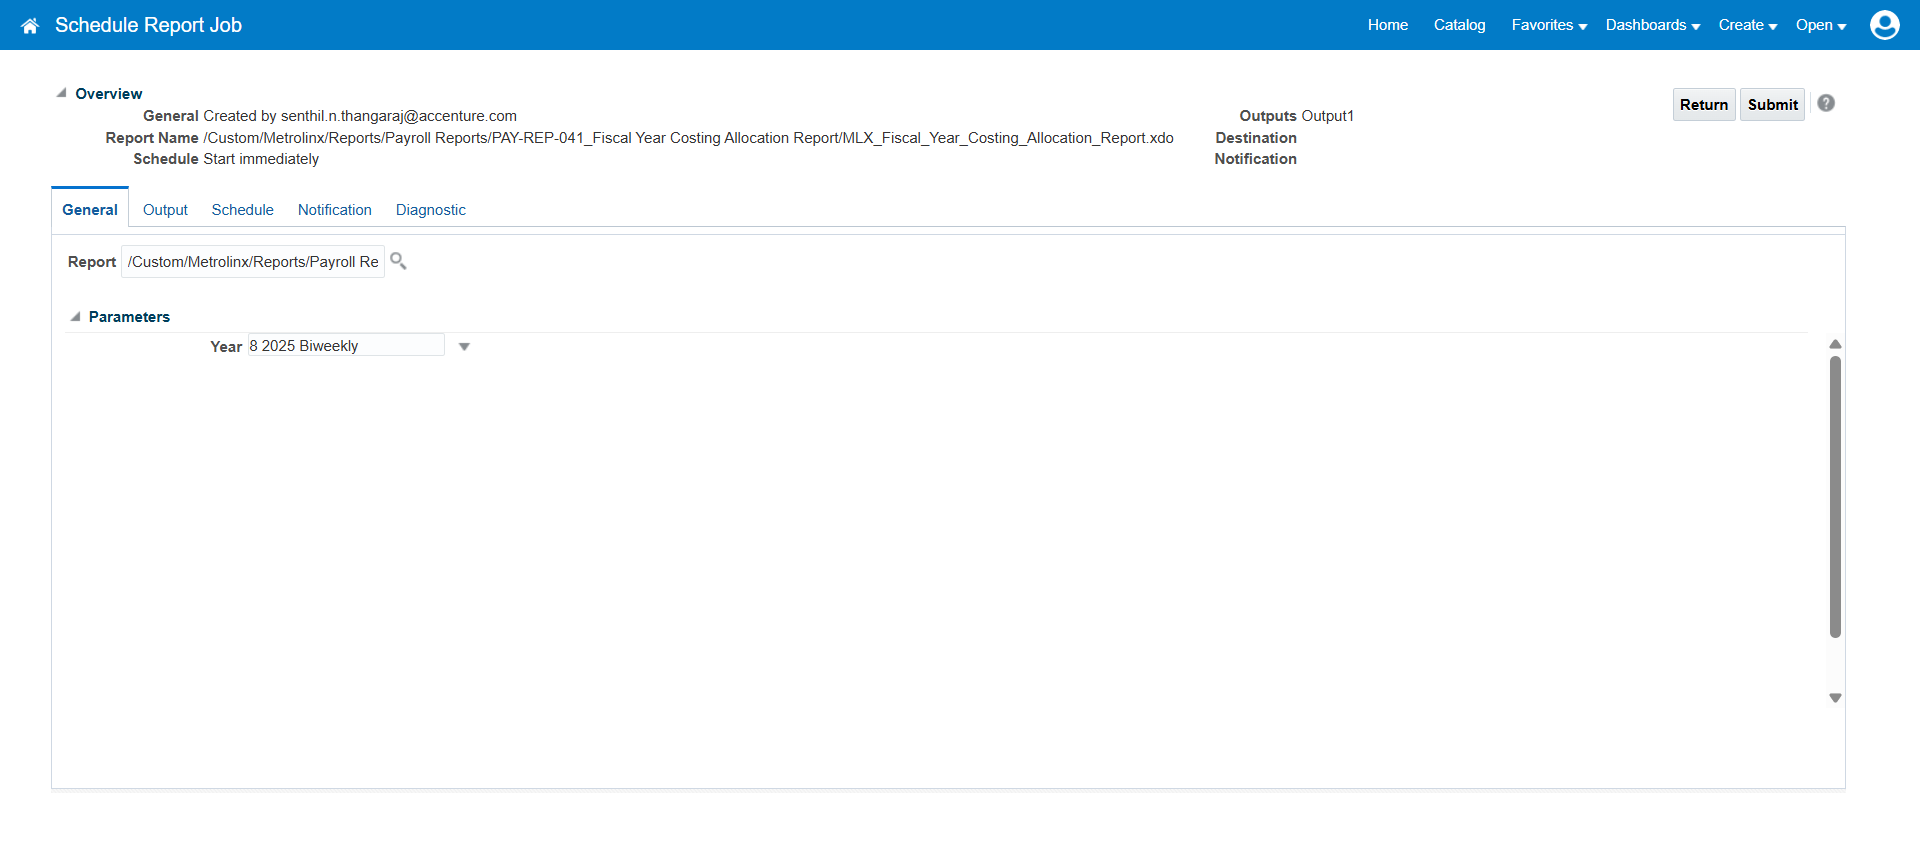 Schedule Report Job
Home Catalog Favorites Dashboards Create Open
Overview
General Created by senthil.n.thangaraj@accenture.com
Report Name /Custom/Metrolinx/Reports/Payroll Reports/PAY-REP-041_Fiscal Year Costing Allocation Report/MLX_Fiscal_Year_Costing_Allocation_Report.xdo
Schedule Start immediately
Outputs Output1
Destination
Notification
Return Submit ?
General Output Schedule Notification Diagnostic
Report /Custom/Metrolinx/Reports/Payroll Re
Parameters
Year 8 2025 Biweekly